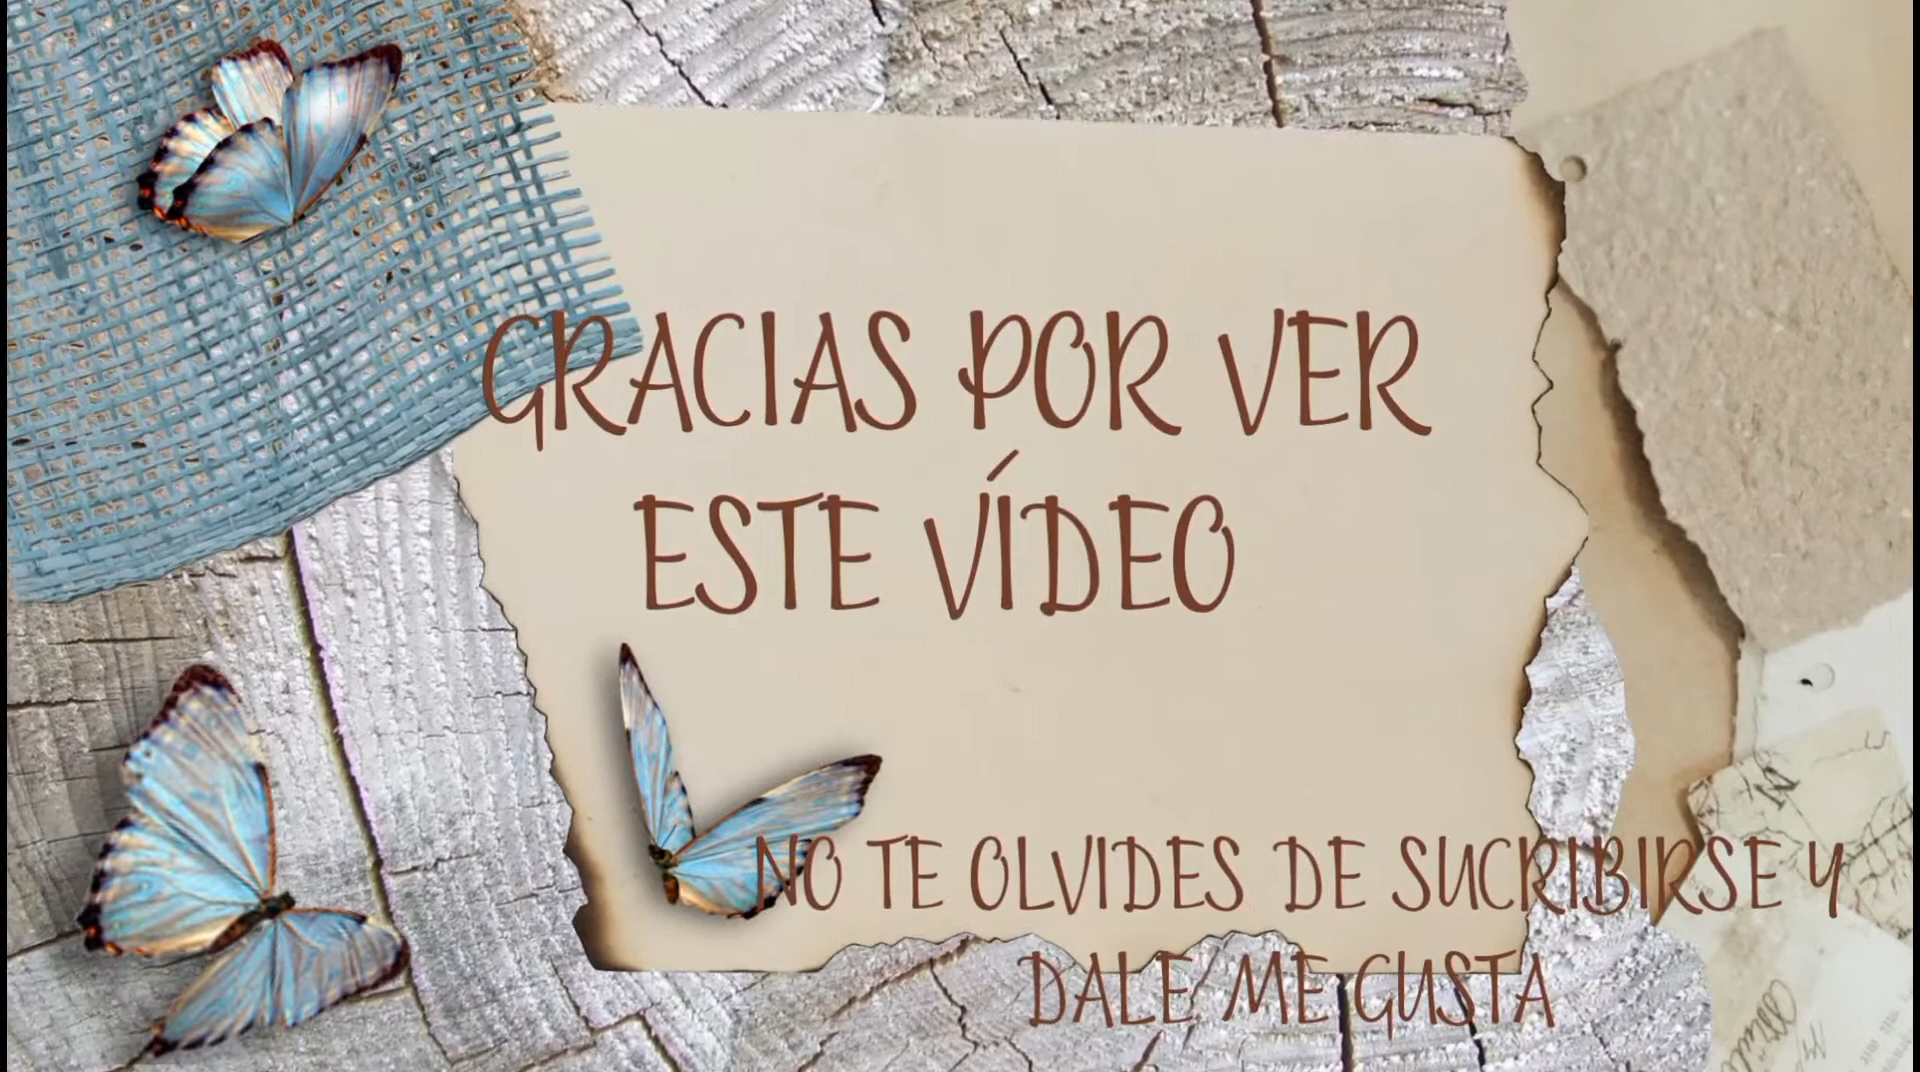 GRACIAS POR VER
ESTE VÍDEO
NO TE OLVIDES DE SUCRIBIRSE Y
DALE ME GUSTA